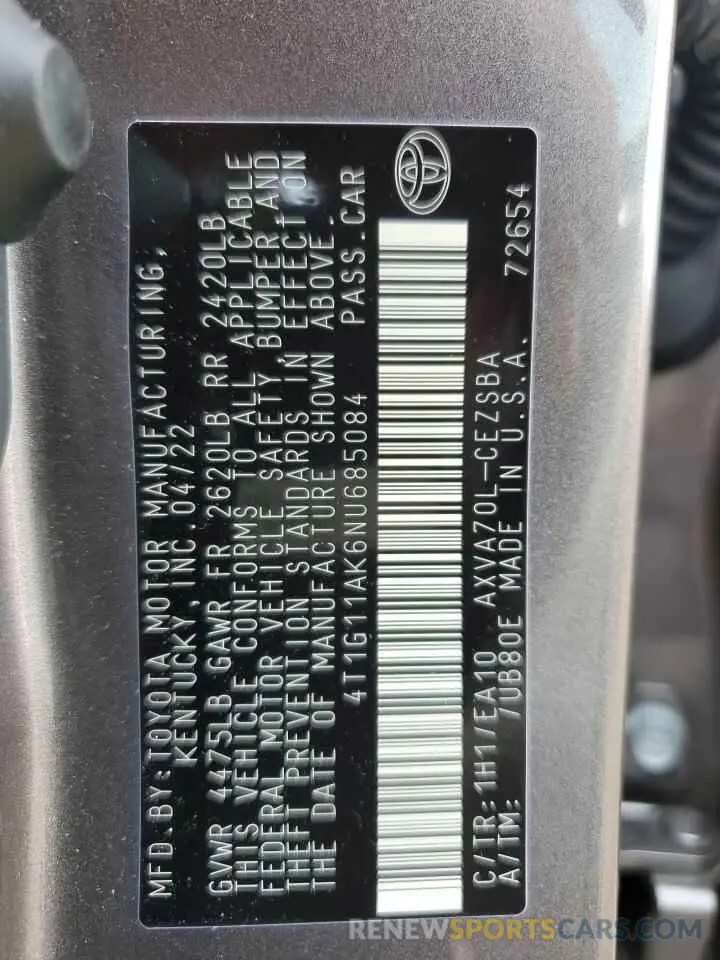 MFD.BY:TOYOTA MOTOR MANUFACTURING,
KENTUCKY, INC.04/22
GVWR 4475LB GAWR FR 2620LB RR 2420LB
THIS VEHICLE CONFORMS TO ALL APPLICABLE
FEDERAL MOTOR VEHICLE SAFETY,BUMPER,AND
THEFT PREVENTION STANDARDS IN EFFECT ON
THE DATE OF MANUFACTURE SHOWN ABOVE.
4T1G11AK6NU685084 PASS.CAR
C/TR:1H1/EA10 AXVA70L-CEZSBA 72654
A/TM: /UB80E MADE IN U.S.A.
RENEWSALVAGECARS.COM